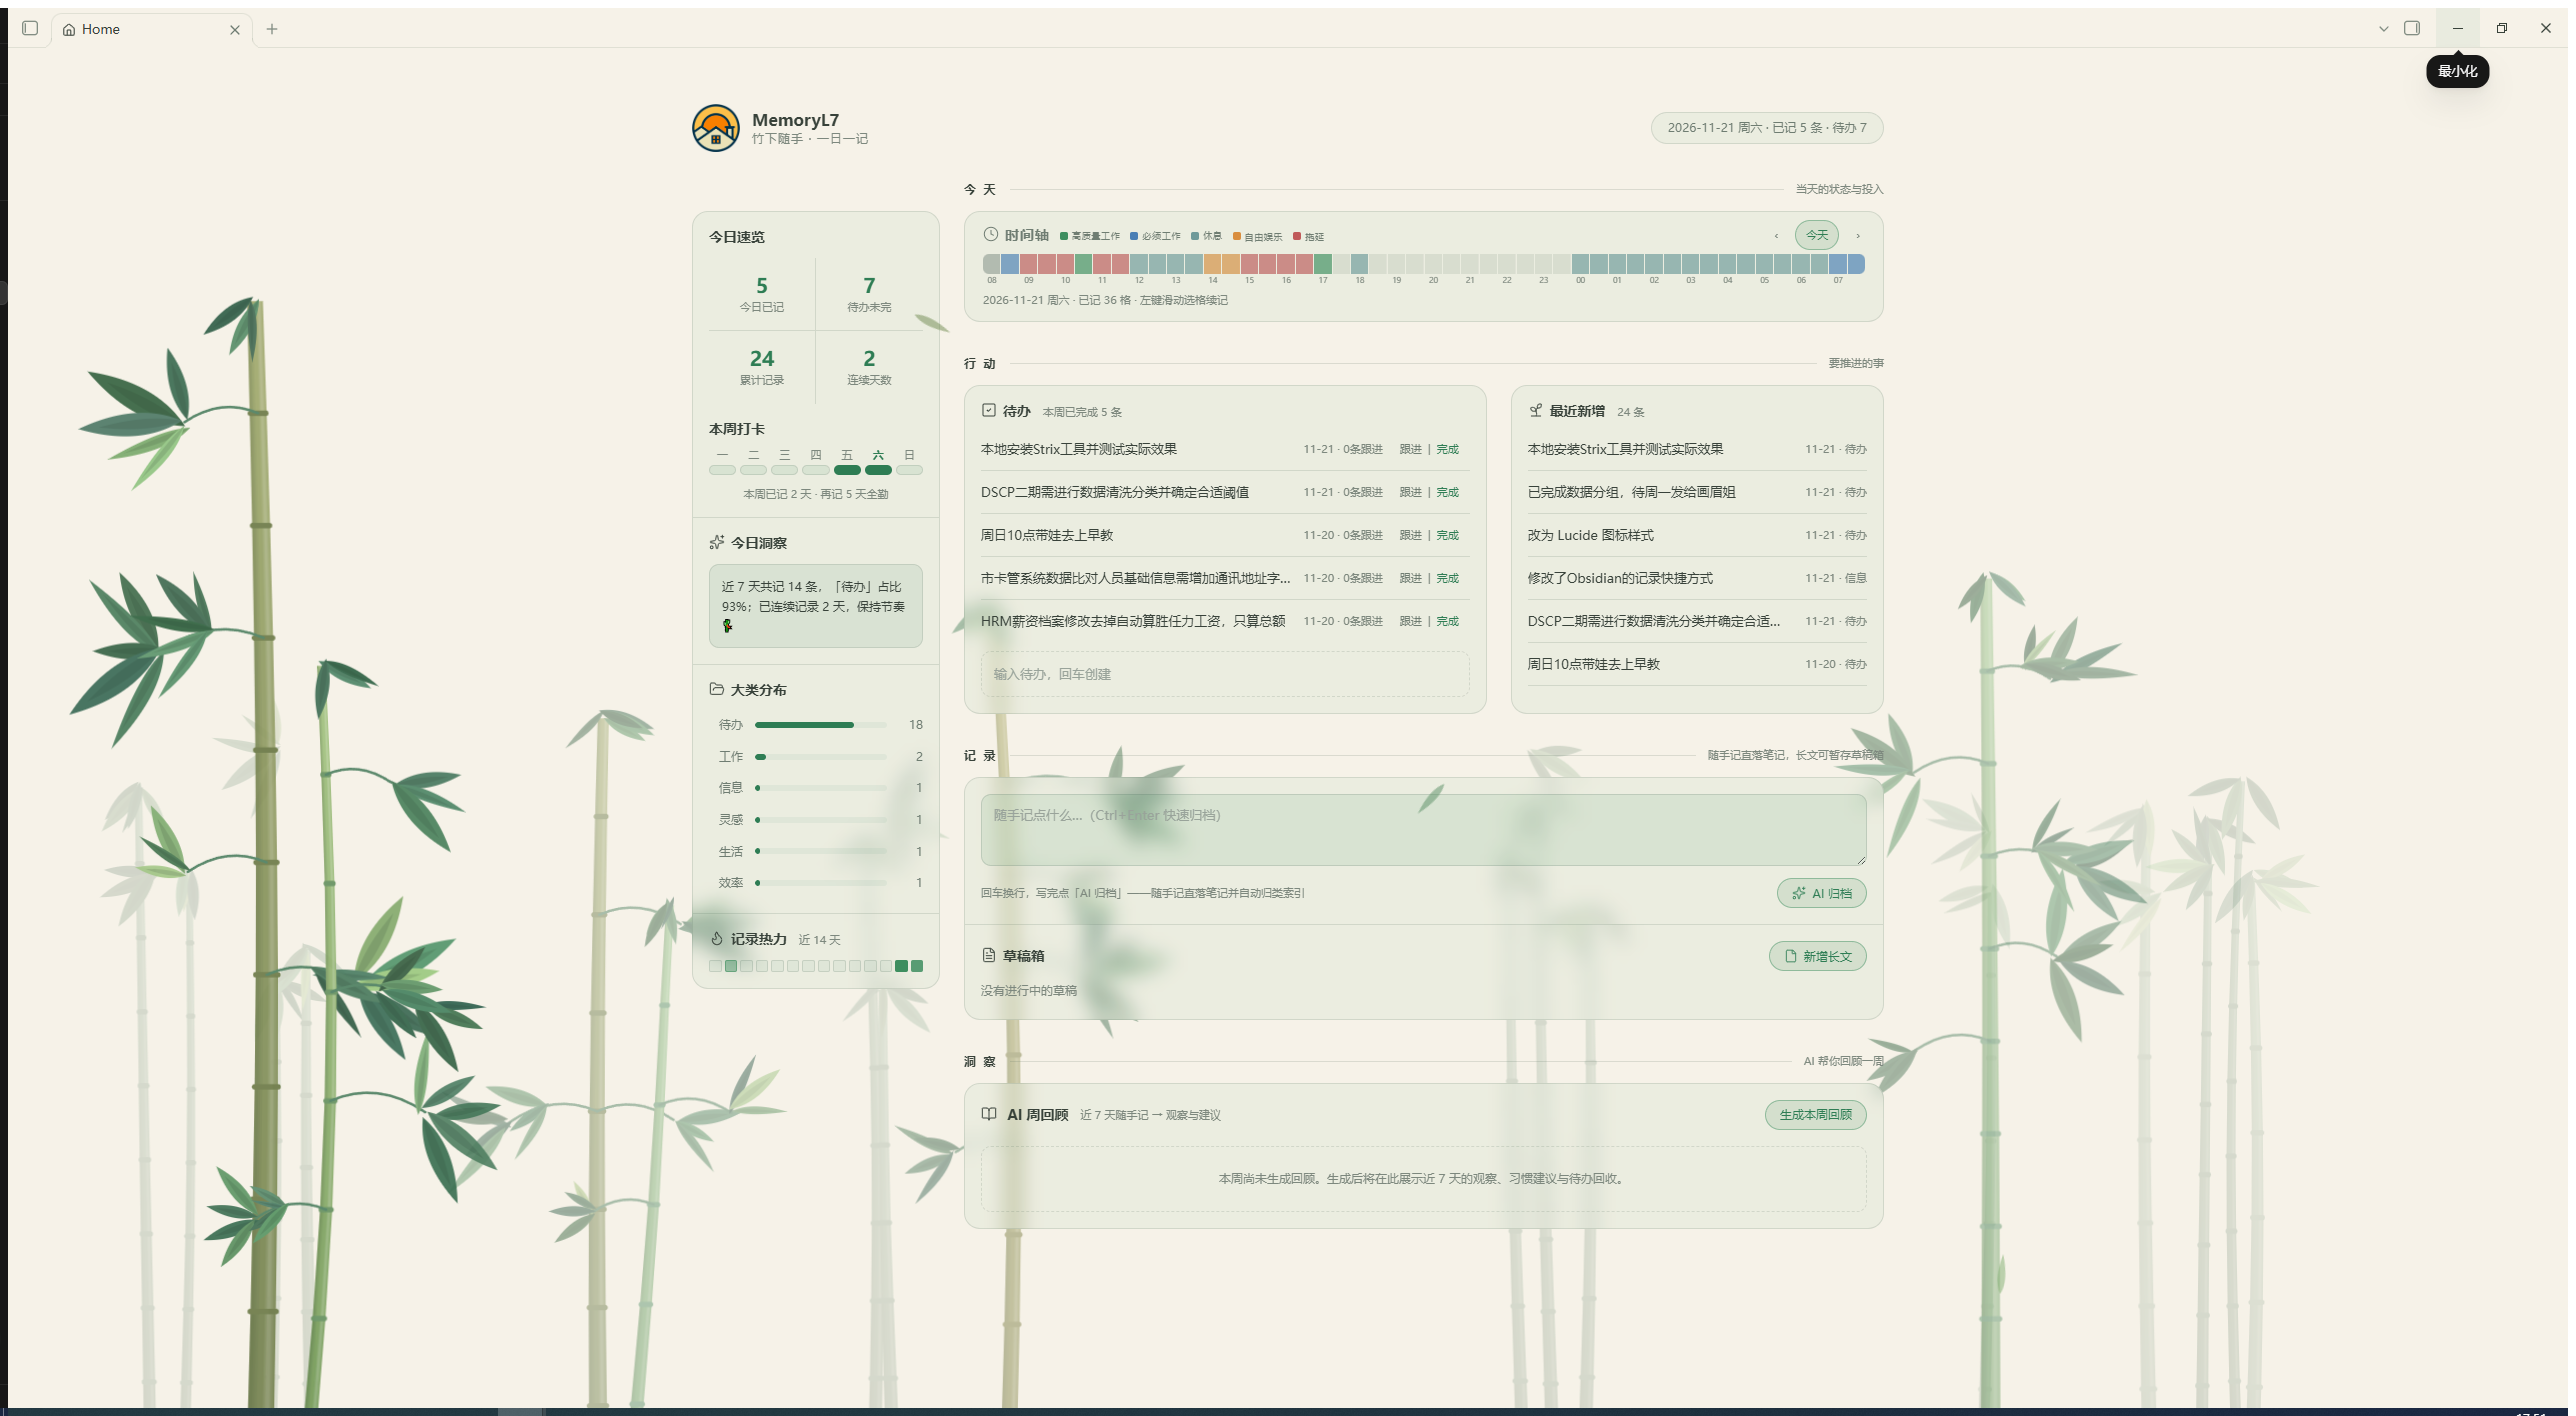 Home
最小化
MemoryL7
竹下随手 · 一日一记
2026-11-21 周六 · 已记 5 条 · 待办 7
今日速览
5
今日已记
7
待办未完
24
累计记录
2
连续天数
本周打卡
一 二 三 四 五 六 日
本周已记 2 天 · 再记 5 天全勤
今日洞察
近 7 天共记 14 条，「待办」占比
93%；已连续记录 2 天，保持节奏
大类分布
待办 18
工作 2
信息 1
灵感 1
生活 1
效率 1
记录热力 近 14 天
今 天
当天的状态与投入
时间轴 高质量工作 必须工作 休息 自由娱乐 拖延
‹ 今天 ›
08 09 10 11 12 13 14 15 16 17 18 19 20 21 22 23 00 01 02 03 04 05 06 07
2026-11-21 周六 · 已记 36 格 · 左键滑动选格续记
行 动
要推进的事
待办 本周已完成 5 条
本地安装Strix工具并测试实际效果 11-21 · 0条跟进 跟进 | 完成
DSCP二期需进行数据清洗分类并确定合适阈值 11-21 · 0条跟进 跟进 | 完成
周日10点带娃去上早教 11-20 · 0条跟进 跟进 | 完成
市卡管系统数据比对人员基础信息需增加通讯地址字... 11-20 · 0条跟进 跟进 | 完成
HRM薪资档案修改去掉自动算胜任力工资，只算总额 11-20 · 0条跟进 跟进 | 完成
输入待办，回车创建
最近新增 24 条
本地安装Strix工具并测试实际效果 11-21 · 待办
已完成数据分组，待周一发给画眉姐 11-21 · 待办
改为 Lucide 图标样式 11-21 · 待办
修改了Obsidian的记录快捷方式 11-21 · 信息
DSCP二期需进行数据清洗分类并确定合适... 11-21 · 待办
周日10点带娃去上早教 11-20 · 待办
记 录
随手记直落笔记，长文可暂存草稿箱
随手记点什么...（Ctrl+Enter 快速归档）
回车换行，写完点「AI 归档」——随手记直落笔记并自动归类索引
AI 归档
草稿箱
新增长文
没有进行中的草稿
洞 察
AI 帮你回顾一周
AI 周回顾 近 7 天随手记 → 观察与建议
生成本周回顾
本周尚未生成回顾。生成后将在此展示近 7 天的观察、习惯建议与待办回收。